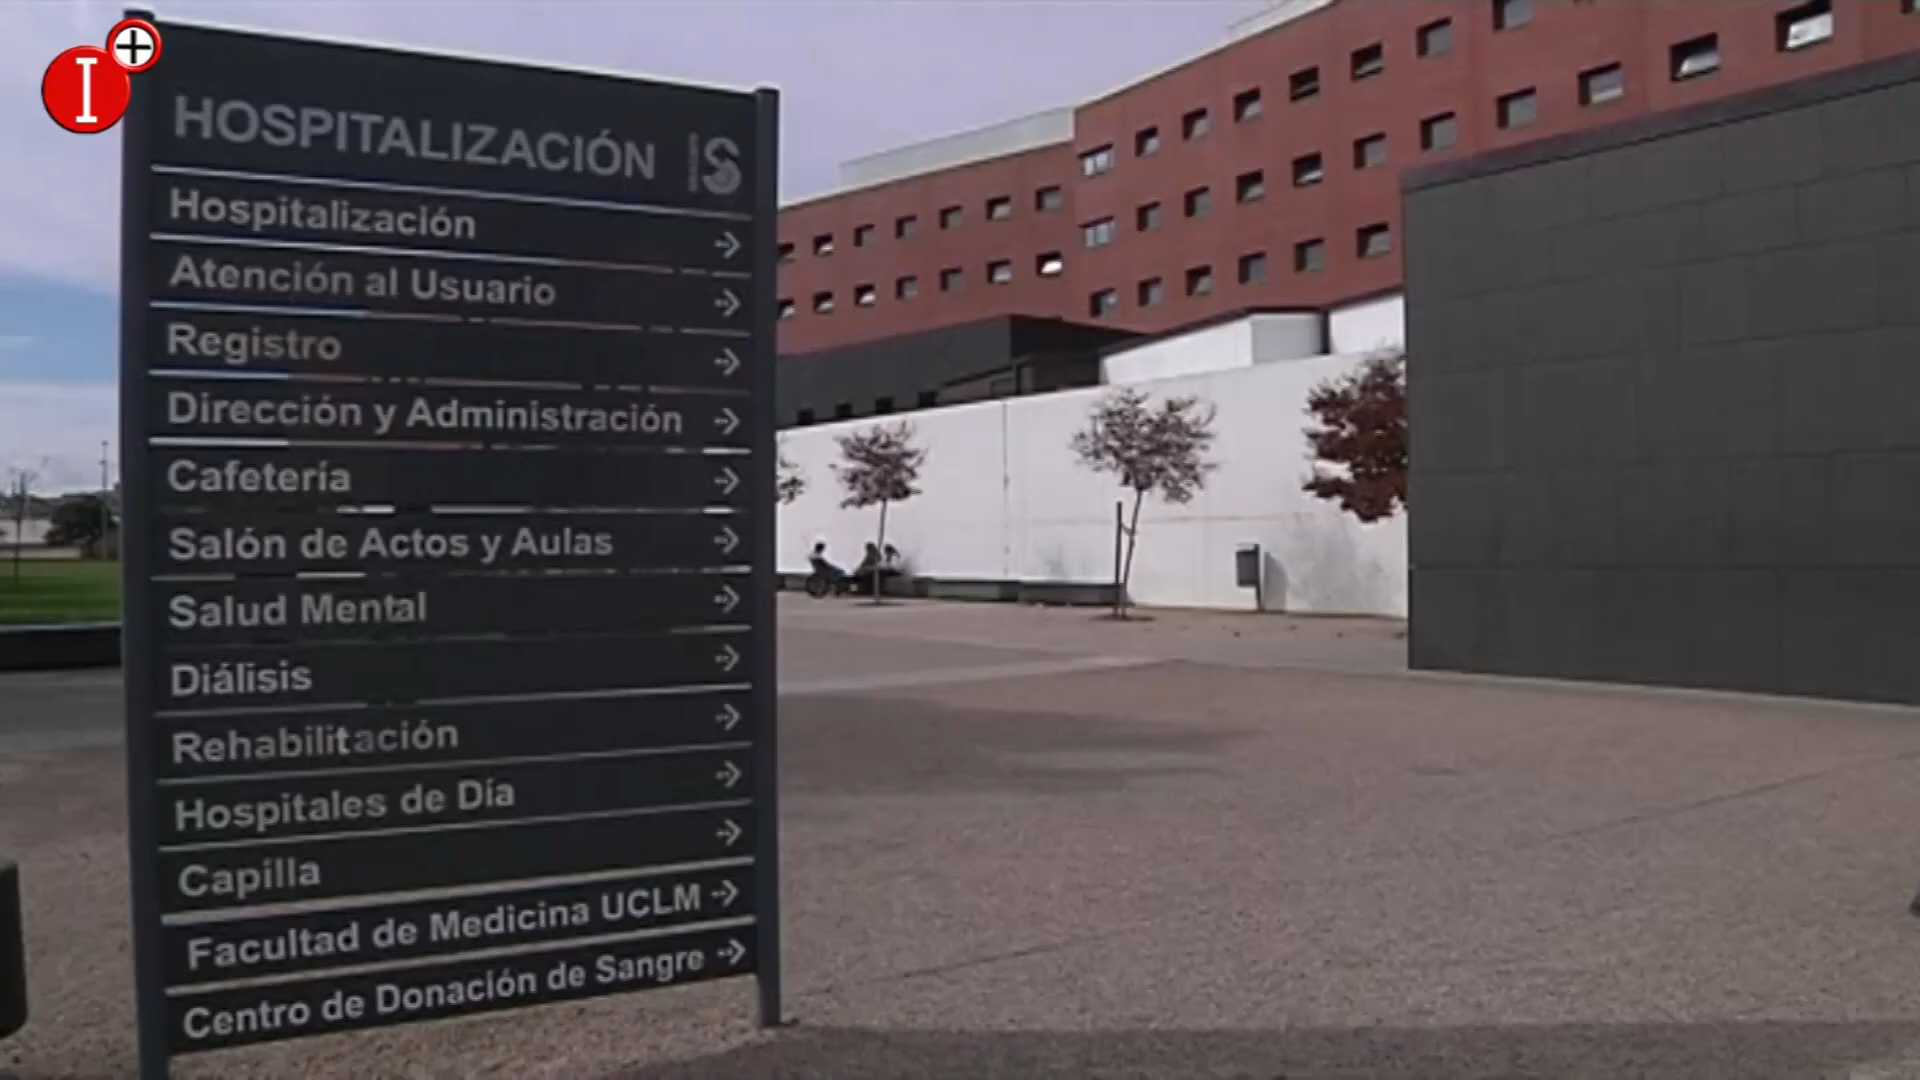 I
HOSPITALIZACIÓN
Hospitalización
Atención al Usuario
Registro
Dirección y Administración
Cafetería
Salón de Actos y Aulas
Salud Mental
Diálisis
Rehabilitación
Hospitales de Día
Capilla
Facultad de Medicina UCLM
Centro de Donación de Sangre